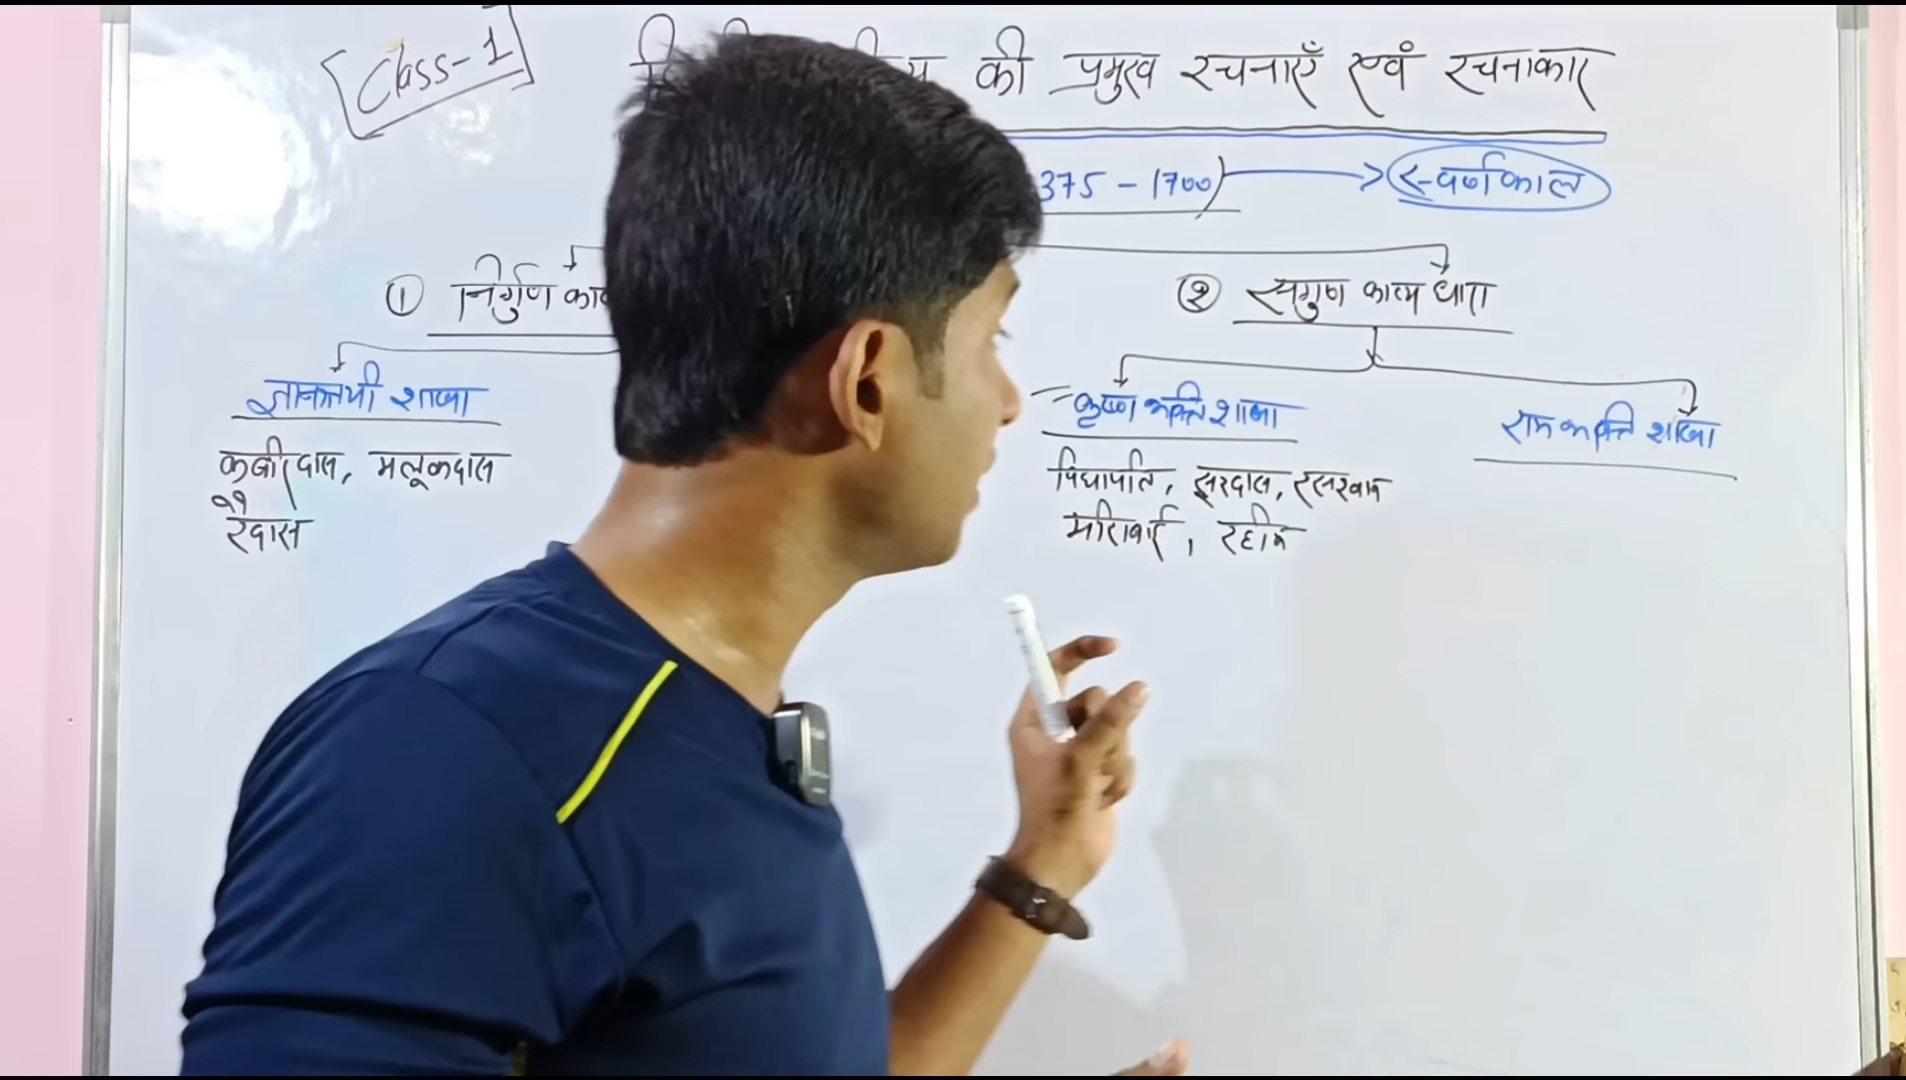 [Class-1]
की प्रमुख रचनाएँ एवं रचनाकार
375 - 1700) → स्वर्णकाल
① निर्गुण काव
② सगुण काव्य धारा
ज्ञानमयी शाखा
कृष्ण भक्ति शाखा
राम भक्ति शाखा
कबीरदास, मलूकदास
रैदास
विद्यापति, सूरदास, रसखान
मीराबाई, रहीम